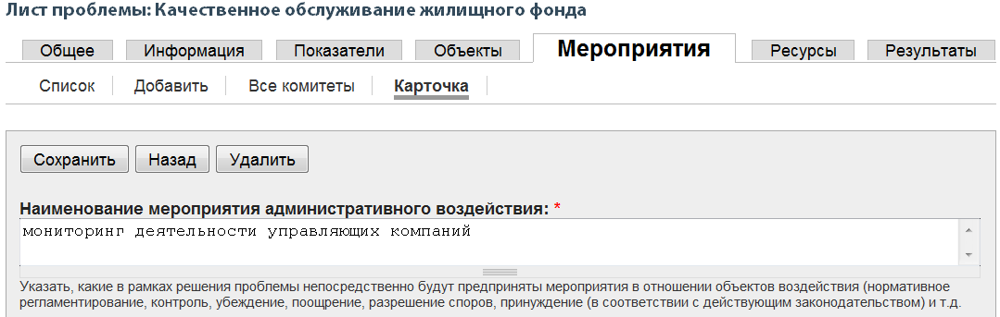 Лист проблемы: Качественное обслуживание жилищного фонда
Общее Информация Показатели Объекты Мероприятия Ресурсы Результаты
Список Добавить Все комитеты Карточка
Сохранить Назад Удалить
Наименование мероприятия административного воздействия: *
мониторинг деятельности управляющих компаний
Указать, какие в рамках решения проблемы непосредственно будут предприняты мероприятия в отношении объектов воздействия (нормативное
регламентирование, контроль, убеждение, поощрение, разрешение споров, принуждение (в соответствии с действующим законодательством) и т.д.